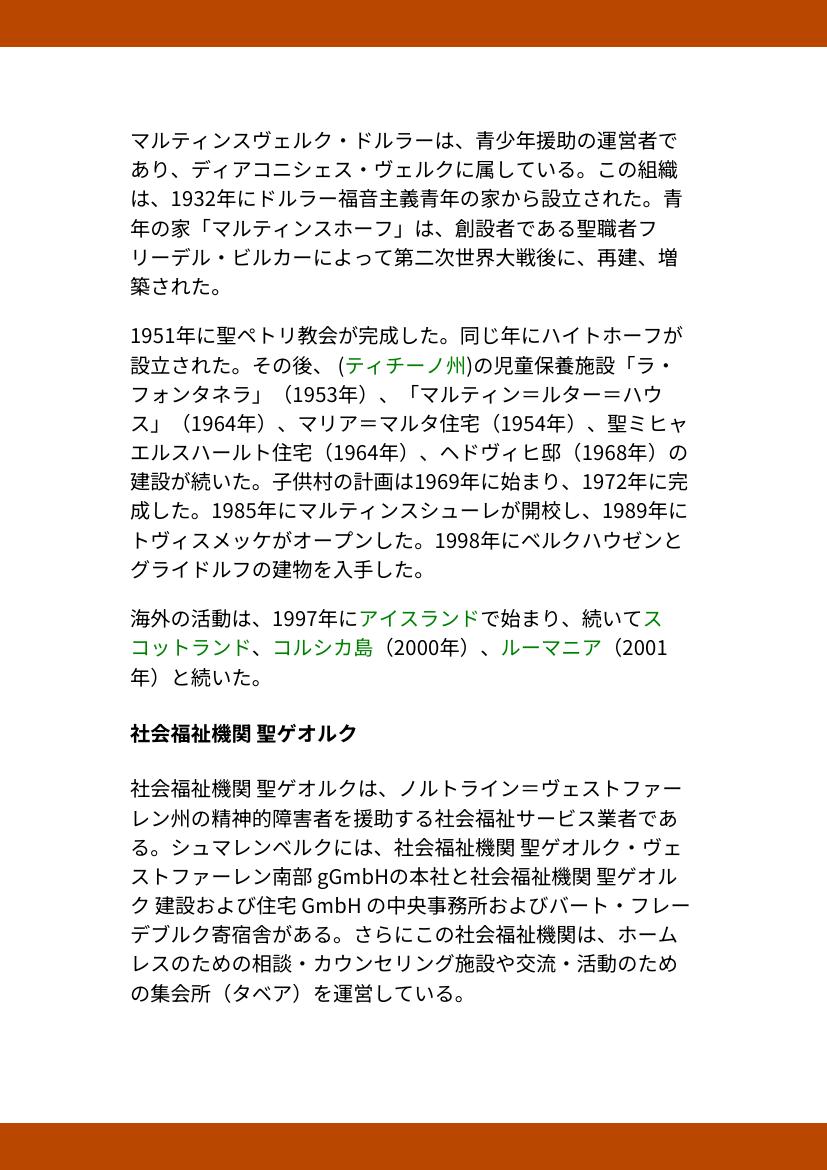 マルティンスヴェルク・ドルラーは、青少年援助の運営者で
あり、ディアコニシェス・ヴェルクに属している。この組織
は、1932年にドルラー福音主義青年の家から設立された。青
年の家「マルティンスホーフ」は、創設者である聖職者フ
リーデル・ビルカーによって第二次世界大戦後に、再建、増
築された。
1951年に聖ペトリ教会が完成した。同じ年にハイトホーフが
設立された。その後、 (ティチーノ州)の児童保養施設「ラ・
フォンタネラ」（1953年）、「マルティン＝ルター＝ハウ
ス」（1964年）、マリア＝マルタ住宅（1954年）、聖ミヒャ
エルスハールト住宅（1964年）、ヘドヴィヒ邸（1968年）の
建設が続いた。子供村の計画は1969年に始まり、1972年に完
成した。1985年にマルティンスシューレが開校し、1989年に
トヴィスメッケがオープンした。1998年にベルクハウゼンと
グライドルフの建物を入手した。
海外の活動は、1997年にアイスランドで始まり、続いてス
コットランド、コルシカ島（2000年）、ルーマニア（2001
年）と続いた。
社会福祉機関 聖ゲオルク
社会福祉機関 聖ゲオルクは、ノルトライン＝ヴェストファー
レン州の精神的障害者を援助する社会福祉サービス業者であ
る。シュマレンベルクには、社会福祉機関 聖ゲオルク・ヴェ
ストファーレン南部 gGmbHの本社と社会福祉機関 聖ゲオル
ク 建設および住宅 GmbH の中央事務所およびバート・フレー
デブルク寄宿舎がある。さらにこの社会福祉機関は、ホーム
レスのための相談・カウンセリング施設や交流・活動のため
の集会所（タベア）を運営している。